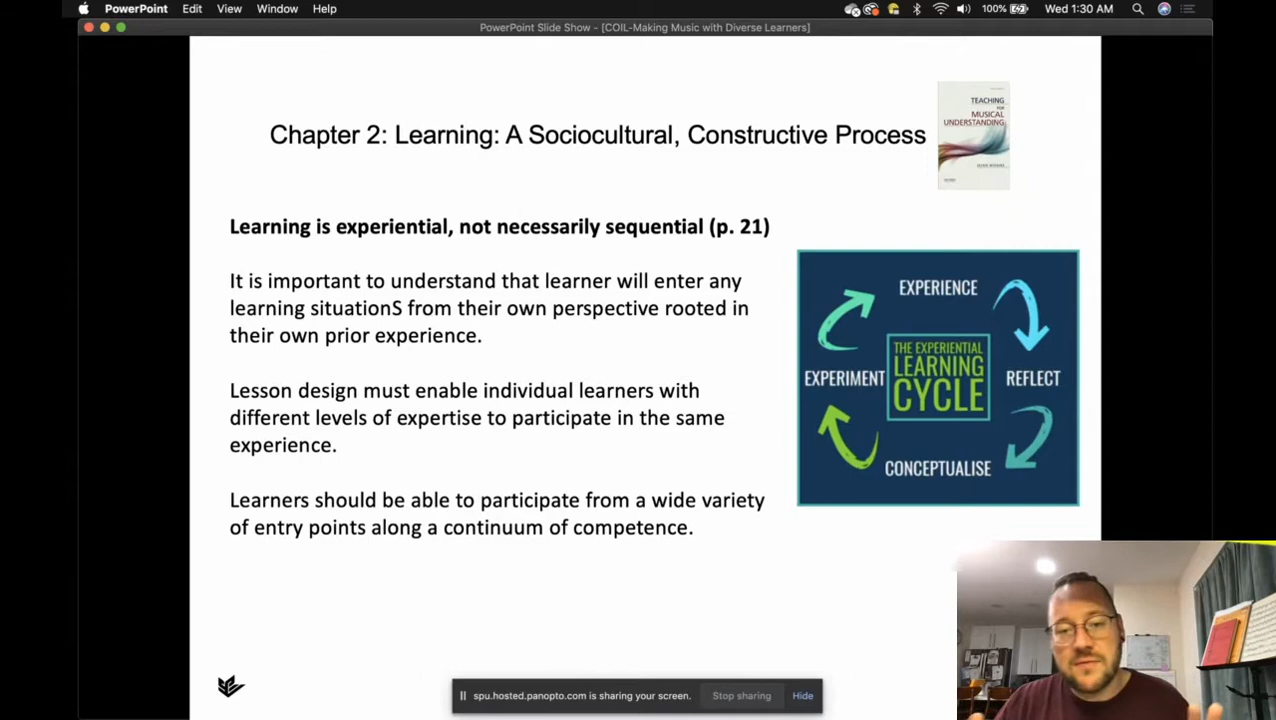 PowerPoint Edit View Window Help 100% Wed 1:30 AM
PowerPoint Slide Show - [COIL-Making Music with Diverse Learners]
Chapter 2: Learning: A Sociocultural, Constructive Process
TEACHING
FOR
MUSICAL
UNDERSTANDING
Learning is experiential, not necessarily sequential (p. 21)
It is important to understand that learner will enter any
learning situationS from their own perspective rooted in
their own prior experience.
Lesson design must enable individual learners with
different levels of expertise to participate in the same
experience.
Learners should be able to participate from a wide variety
of entry points along a continuum of competence.
EXPERIENCE
THE EXPERIENTIAL
LEARNING
CYCLE
EXPERIMENT
REFLECT
CONCEPTUALISE
spu.hosted.panopto.com is sharing your screen. Stop sharing Hide